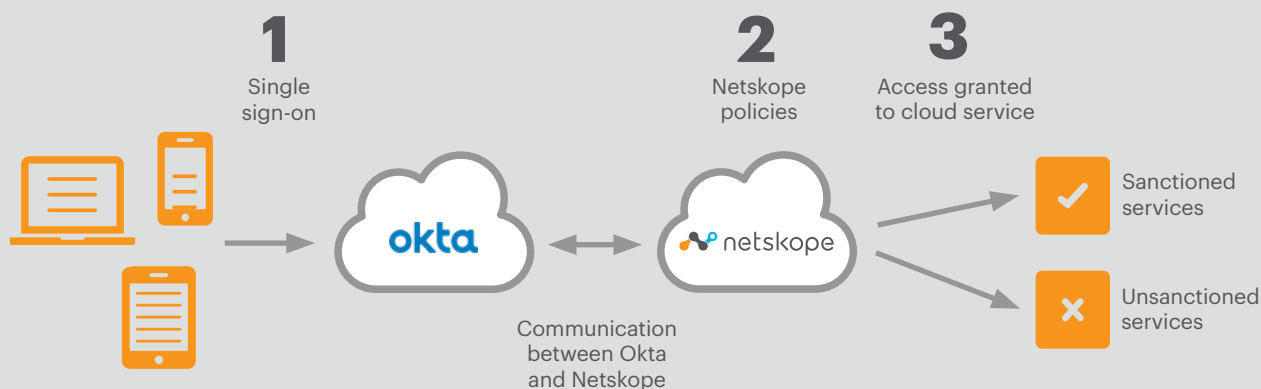 1
Single
sign-on
2
Netskope
policies
3
Access granted
to cloud service
okta
netskope
Communication
between Okta
and Netskope
Sanctioned
services
Unsanctioned
services